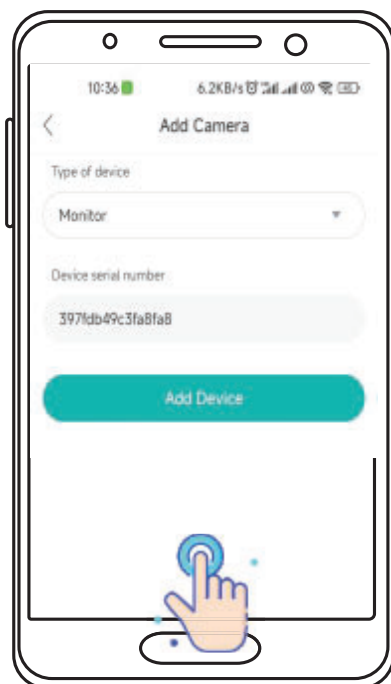 10:36 6.2KB/s
Add Camera
Type of device
Monitor
Device serial number
397fdb49c3fa8fa8
Add Device